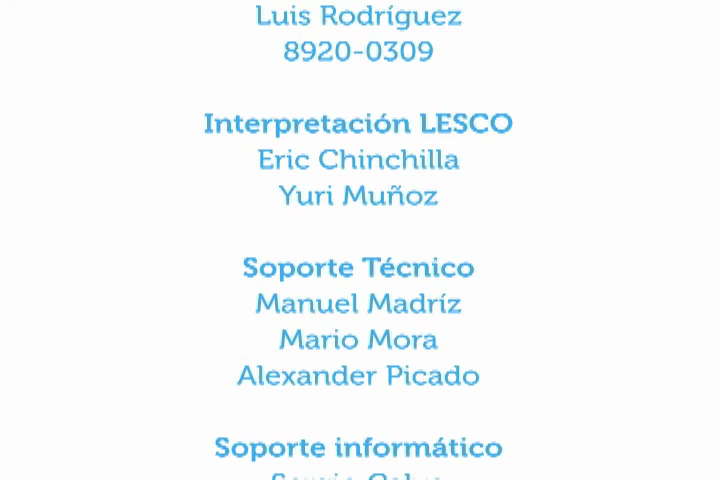 Luis Rodríguez
8920-0309
Interpretación LESCO
Eric Chinchilla
Yuri Muñoz
Soporte Técnico
Manuel Madríz
Mario Mora
Alexander Picado
Soporte informático